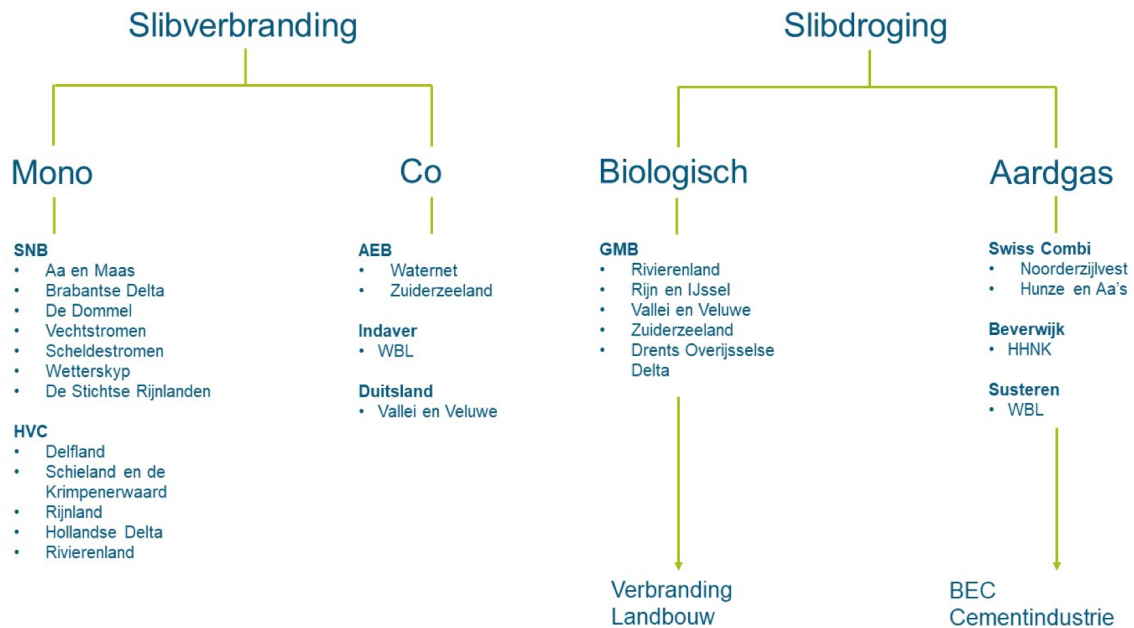 Slibverbranding
Mono
SNB
• Aa en Maas
• Brabantse Delta
• De Dommel
• Vechtstromen
• Scheldestromen
• Wetterskyp
• De Stichtse Rijnlanden
HVC
• Delfland
• Schieland en de
Krimpenerwaard
• Rijnland
• Hollandse Delta
• Rivierenland
Co
AEB
• Waternet
• Zuiderzeeland
Indaver
• WBL
Duitsland
• Vallei en Veluwe
Slibdroging
Biologisch
GMB
• Rivierenland
• Rijn en IJssel
• Vallei en Veluwe
• Zuiderzeeland
• Drents Overijsselse
Delta
Verbranding
Landbouw
Aardgas
Swiss Combi
• Noorderzijlvest
• Hunze en Aa's
Beverwijk
• HHNK
Susteren
• WBL
BEC
Cementindustrie